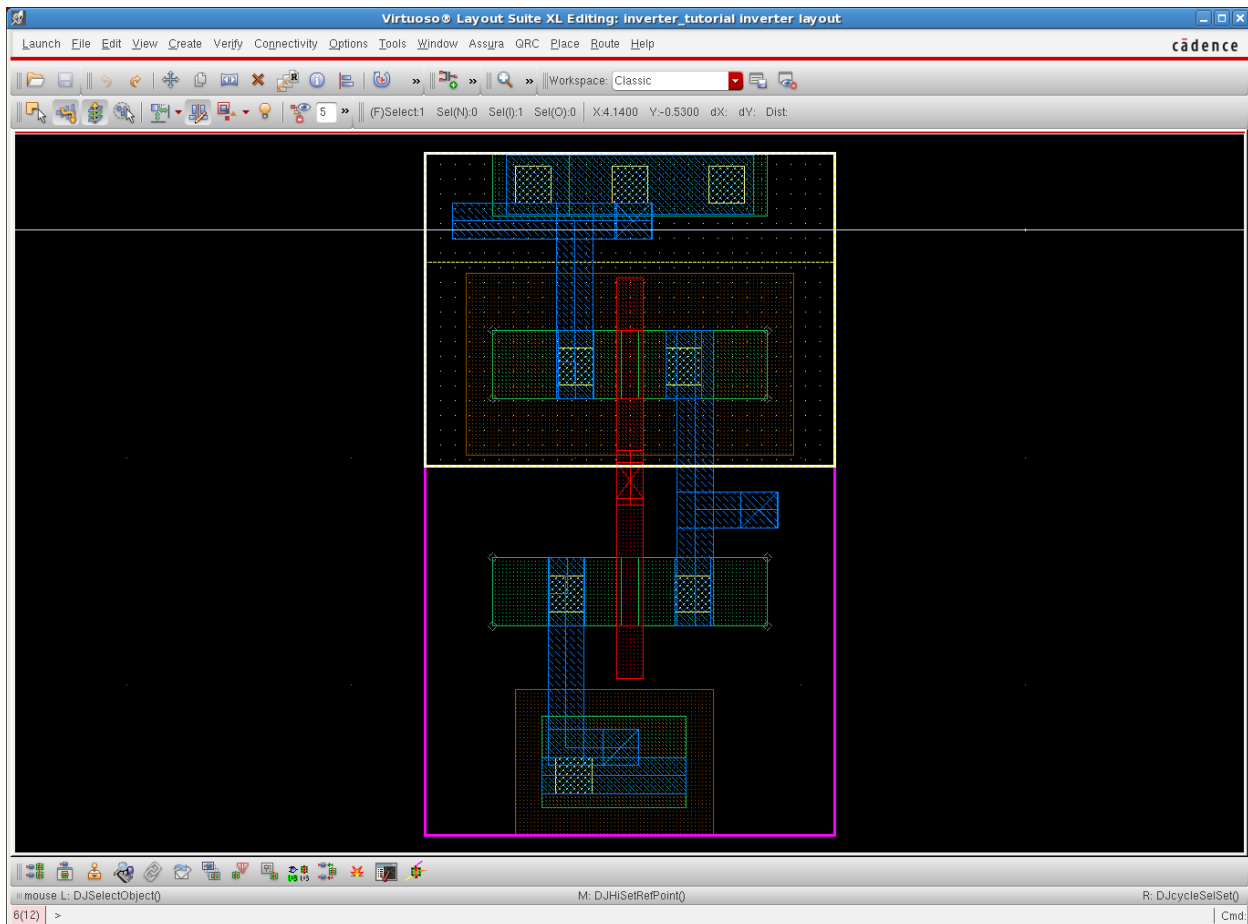 Virtuoso® Layout Suite XL Editing: inverter_tutorial inverter layout
Launch File Edit View Create Verify Connectivity Options Tools Window Assura QRC Place Route Help
cādence
» » » Workspace: Classic
5 » (F)Select:1 Sel(N):0 Sel(I):1 Sel(O):0 X:4.1400 Y:-0.5300 dX: dY: Dist:
mouse L: DJSelectObject() M: DJHiSetRefPoint() R: DJcycleSelSet()
6(12) > Cmd: